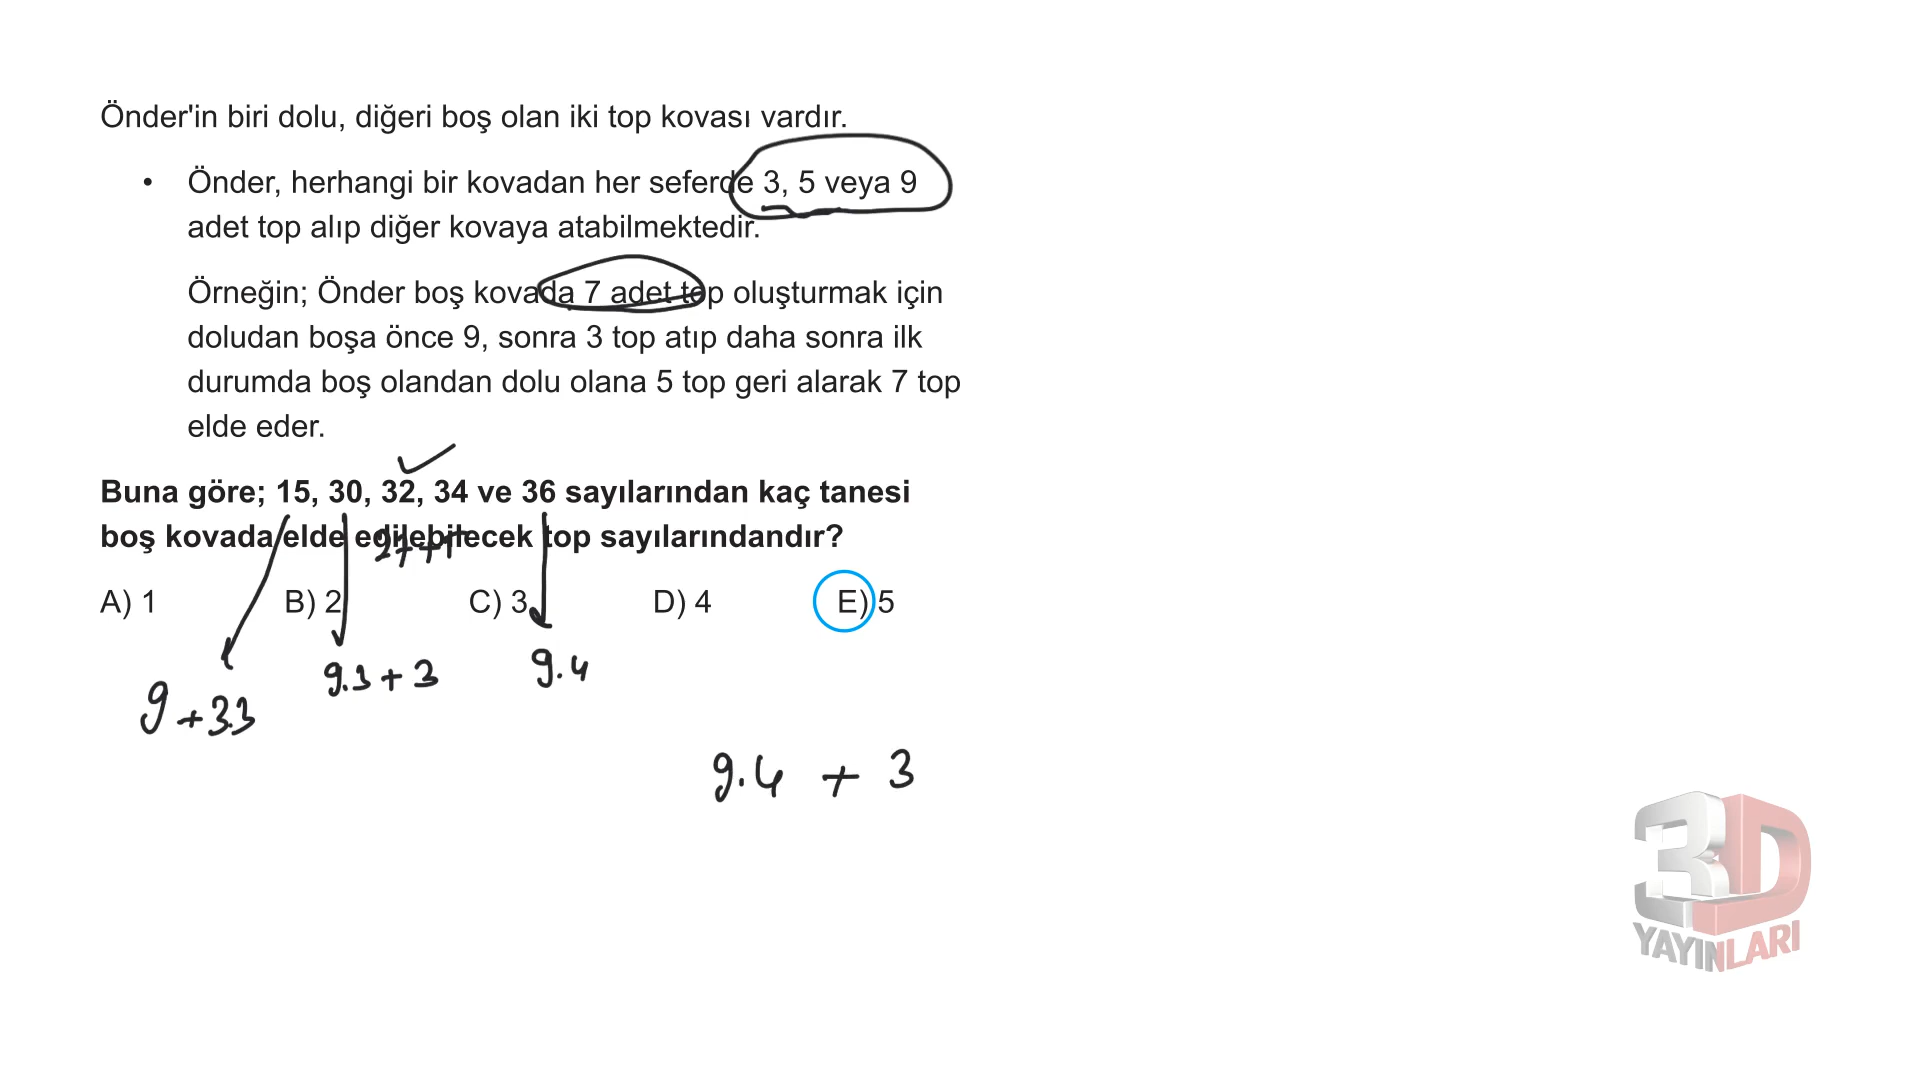 Önder'in biri dolu, diğeri boş olan iki top kovası vardır.
• Önder, herhangi bir kovadan her seferde 3, 5 veya 9
adet top alıp diğer kovaya atabilmektedir.
Örneğin; Önder boş kovada 7 adet top oluşturmak için
doludan boşa önce 9, sonra 3 top atıp daha sonra ilk
durumda boş olandan dolu olana 5 top geri alarak 7 top
elde eder.
Buna göre; 15, 30, 32, 34 ve 36 sayılarından kaç tanesi
boş kovada elde edilebilecek top sayılarındandır?
A) 1 B) 2 C) 3 D) 4 E) 5
9.3 + 3
9.4
9 + 3.3
9.4 + 3
3D
YAYINLARI